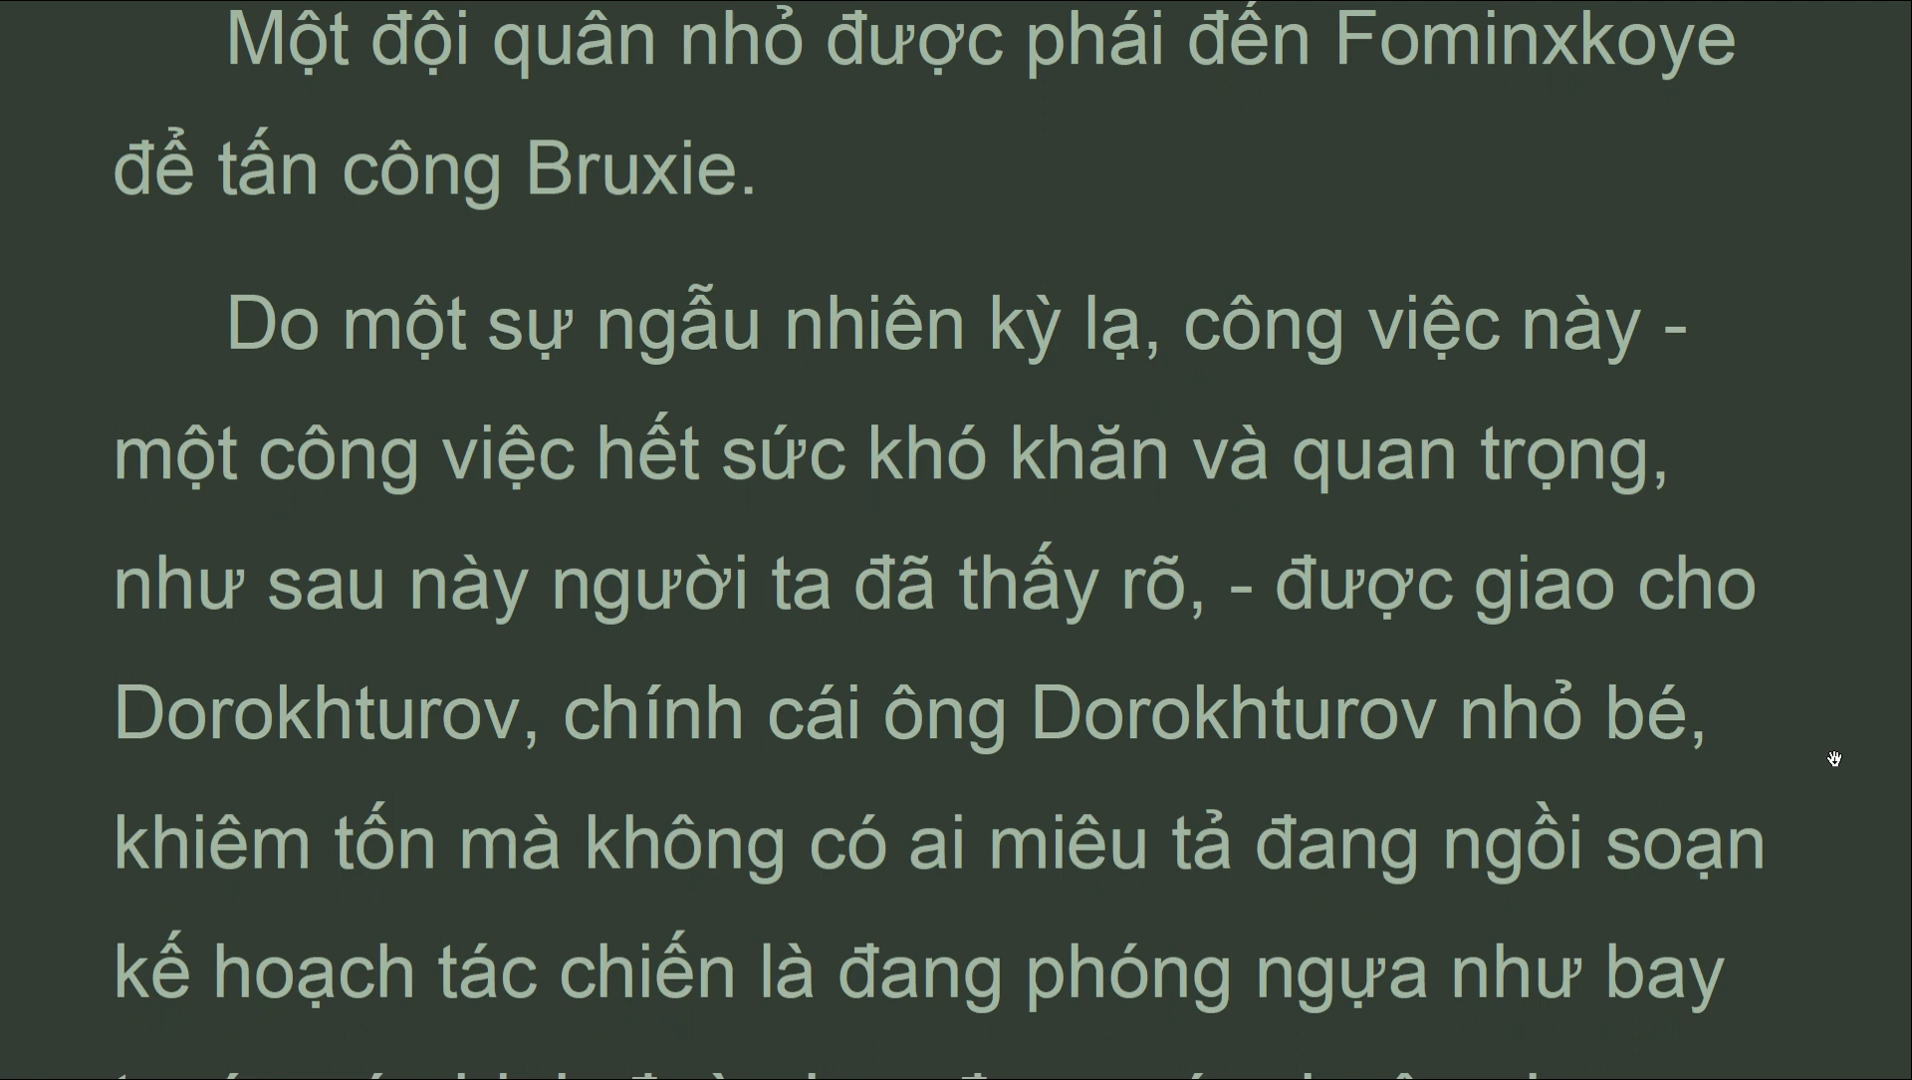 Một đội quân nhỏ được phái đến Fominxkoye
để tấn công Bruxie.
Do một sự ngẫu nhiên kỳ lạ, công việc này -
một công việc hết sức khó khăn và quan trọng,
như sau này người ta đã thấy rõ, - được giao cho
Dorokhturov, chính cái ông Dorokhturov nhỏ bé,
khiêm tốn mà không có ai miêu tả đang ngồi soạn
kế hoạch tác chiến là đang phóng ngựa như bay